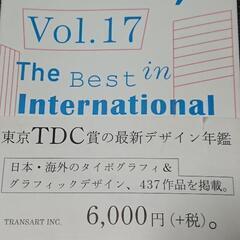 Vol.17
The Best in
International
東京TDC賞の最新デザイン年鑑
日本・海外のタイポグラフィ&
グラフィックデザイン、437作品を掲載。
TRANSART INC.
6,000円(+税)。